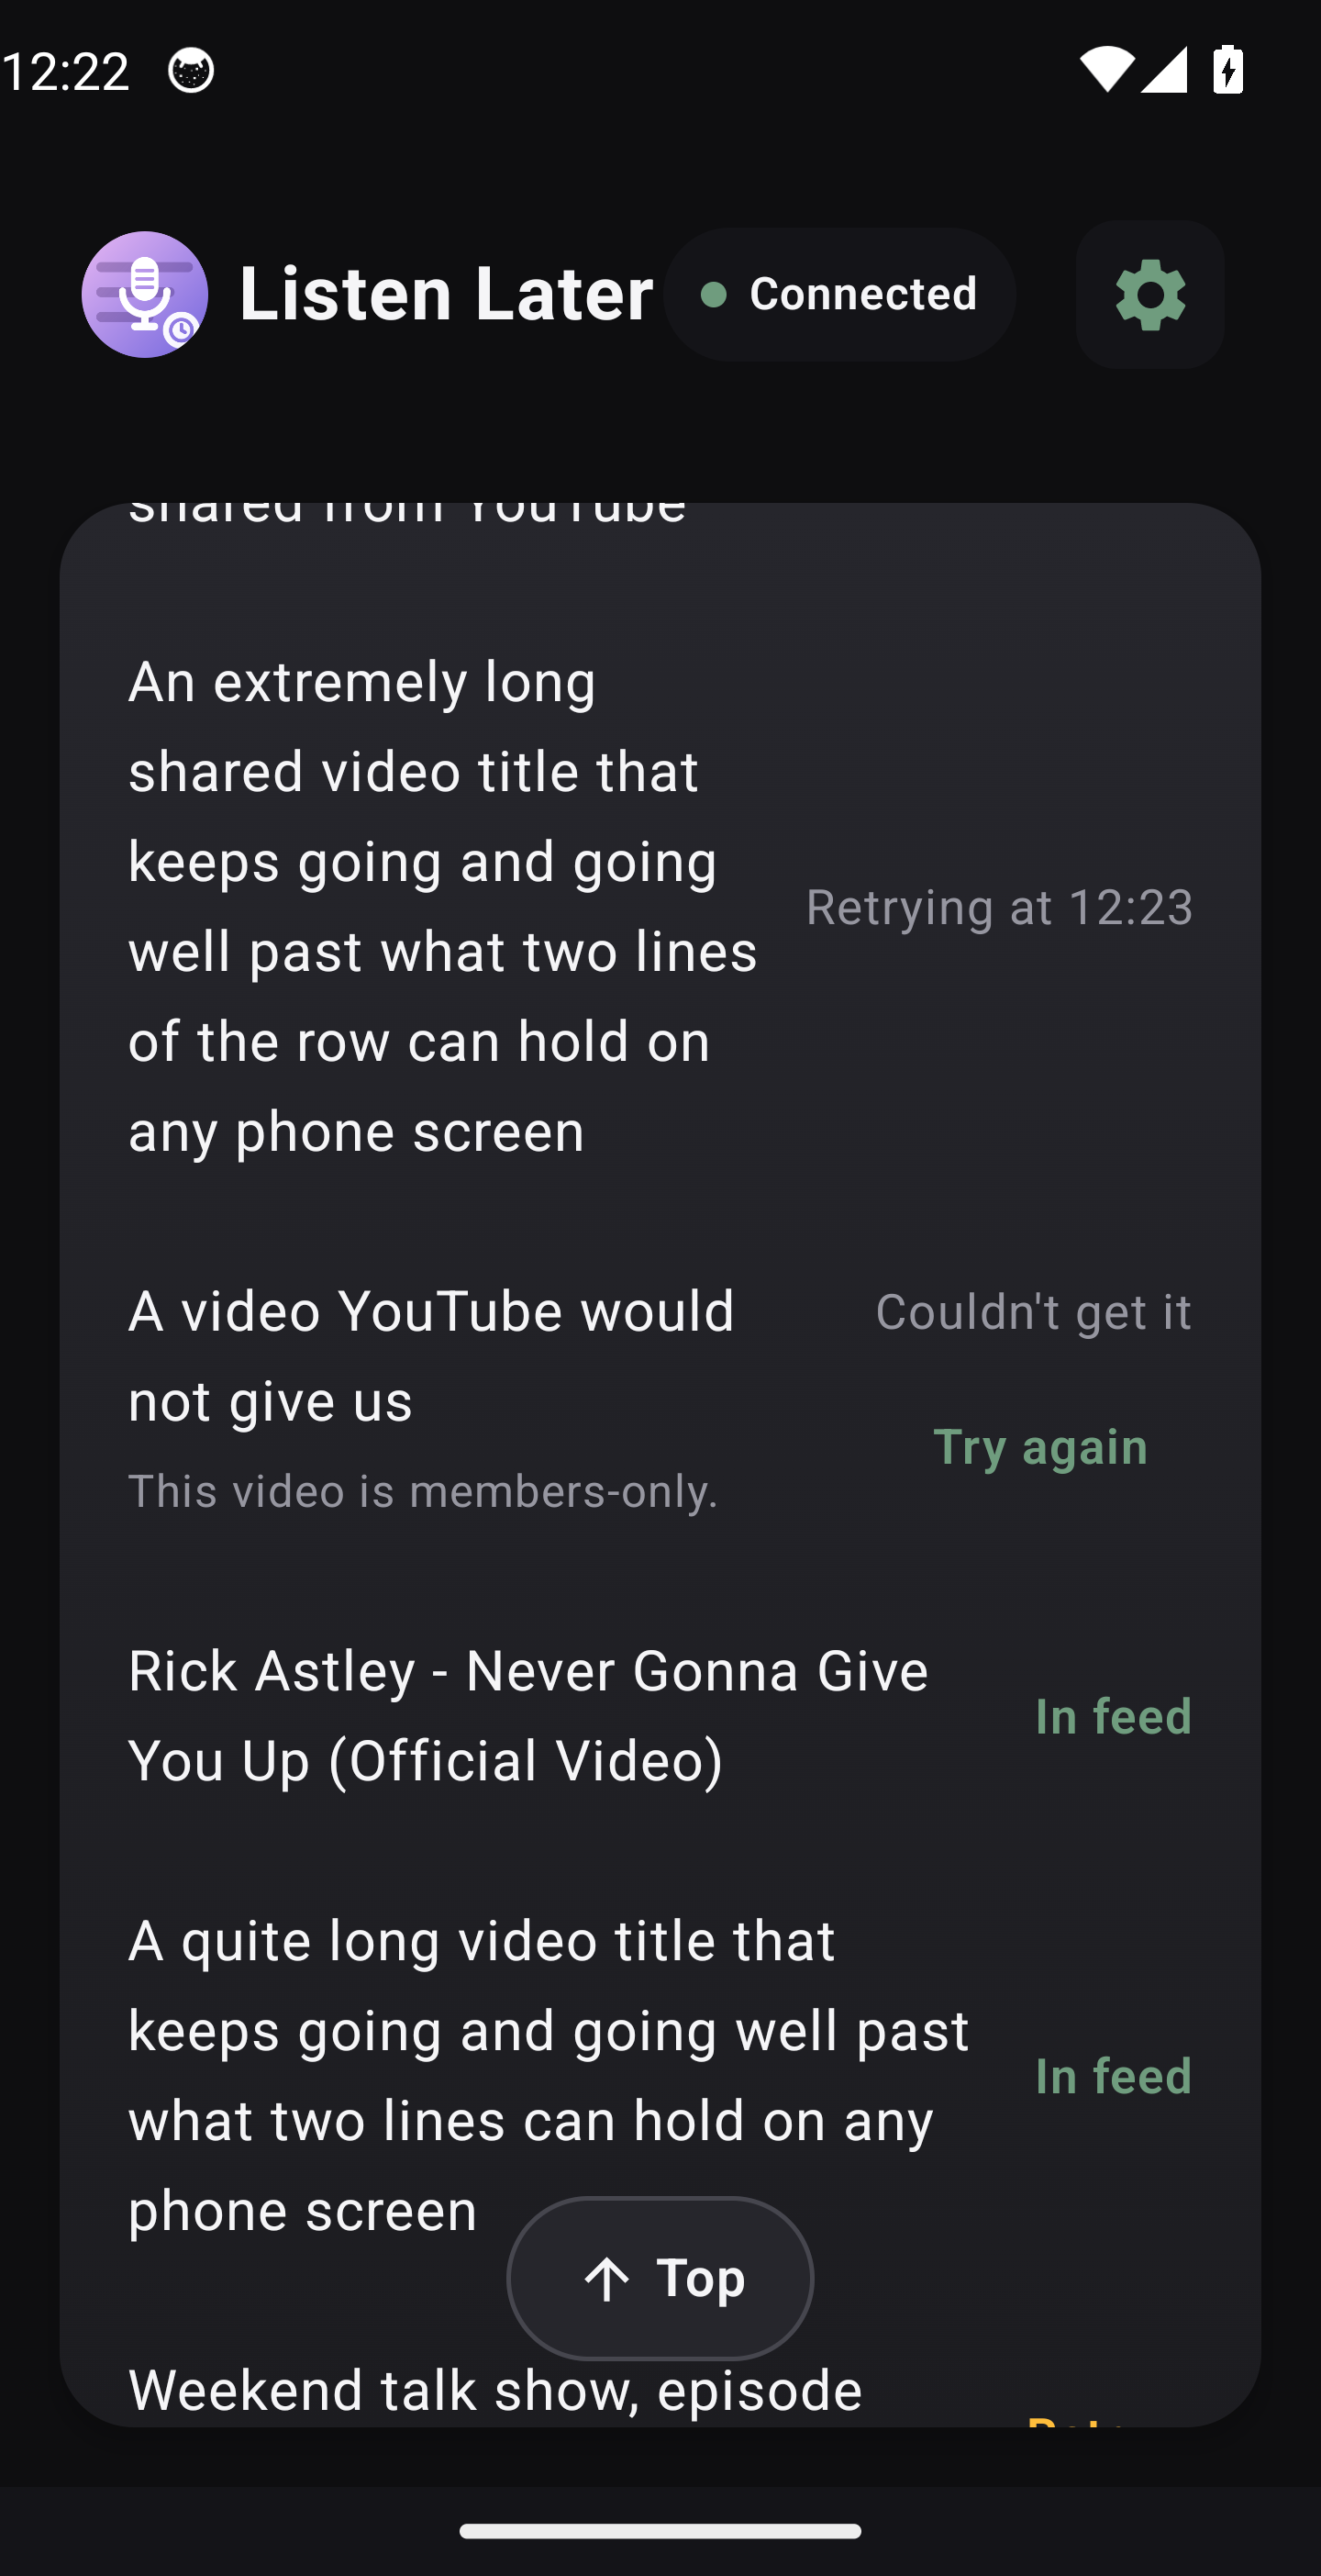 12:22
Listen Later
Connected
shared from YouTube
An extremely long
shared video title that
keeps going and going
well past what two lines
of the row can hold on
any phone screen
Retrying at 12:23
A video YouTube would
not give us
This video is members-only.
Couldn't get it
Try again
Rick Astley - Never Gonna Give
You Up (Official Video)
In feed
A quite long video title that
keeps going and going well past
what two lines can hold on any
phone screen
In feed
Top
Weekend talk show, episode